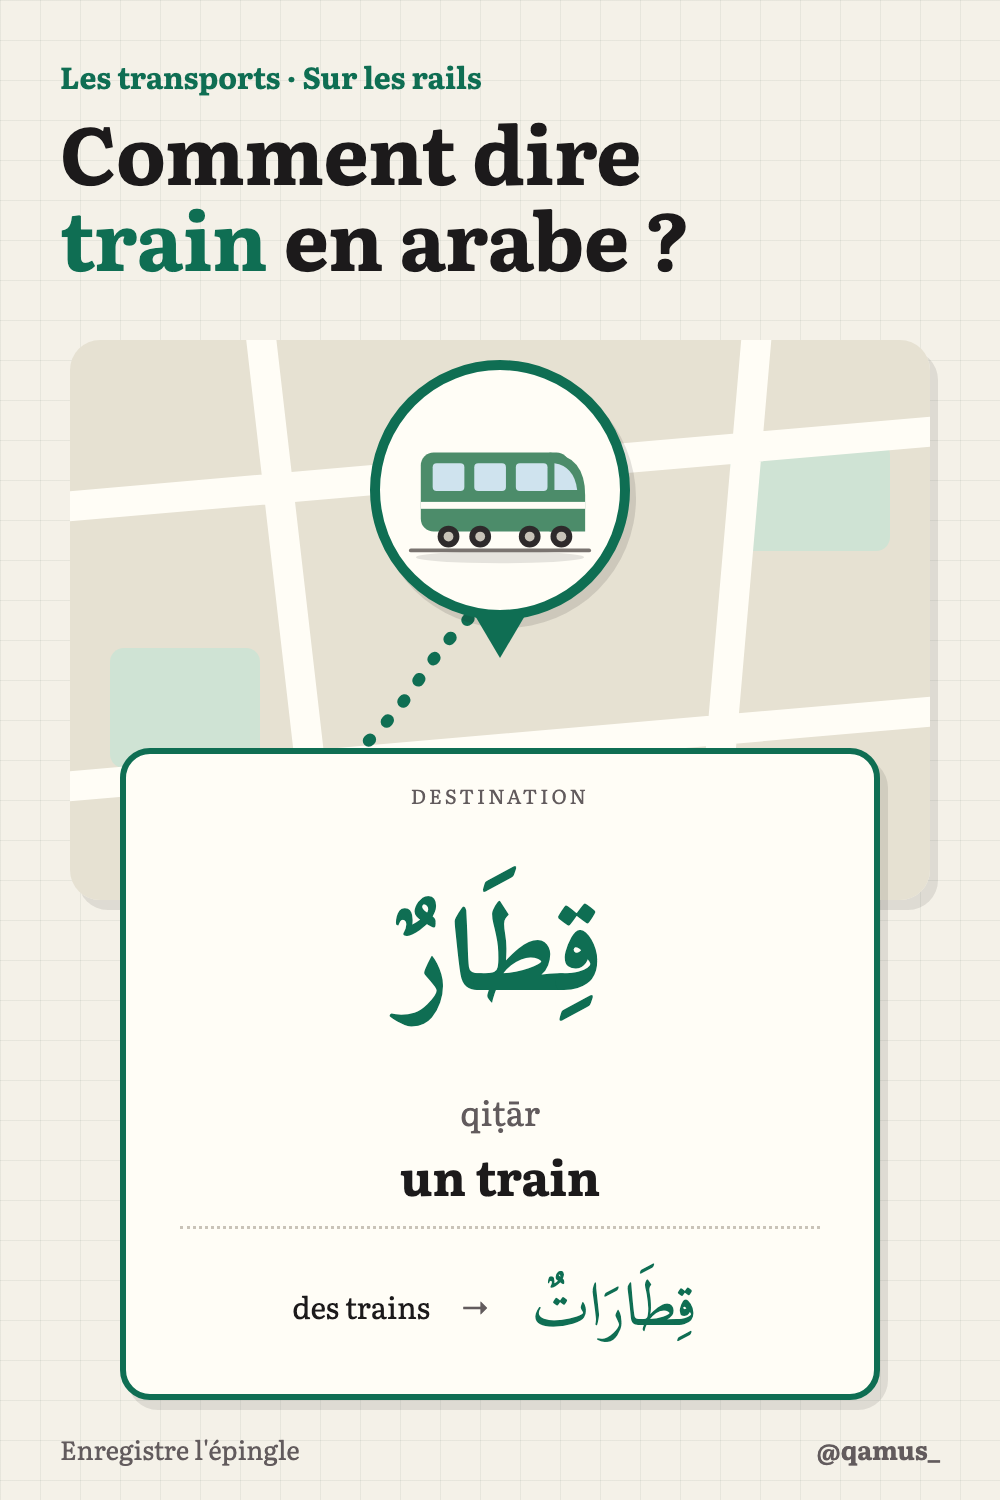 Les transports · Sur les rails
Comment dire
train en arabe ?
DESTINATION
قِطَارٌ
qiṭār
un train
des trains → قِطَارَاتٌ
Enregistre l'épingle
@qamus_